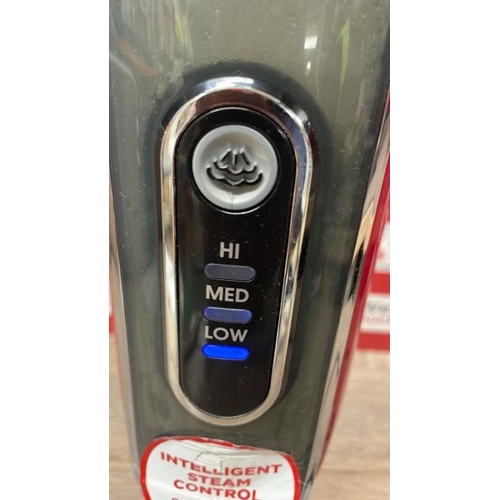 HI
MED
LOW
INTELLIGENT
STEAM
CONTROL